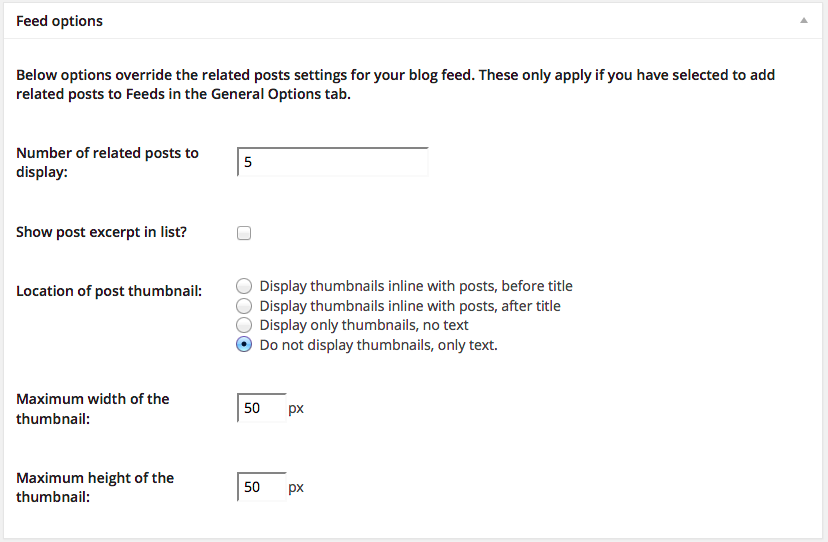 Feed options
Below options override the related posts settings for your blog feed. These only apply if you have selected to add
related posts to Feeds in the General Options tab.
Number of related posts to
display:
5
Show post excerpt in list?
Location of post thumbnail:
Display thumbnails inline with posts, before title
Display thumbnails inline with posts, after title
Display only thumbnails, no text
Do not display thumbnails, only text.
Maximum width of the
thumbnail:
50 px
Maximum height of the
thumbnail:
50 px